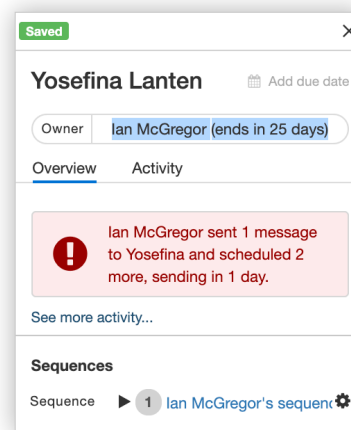 Saved
Yosefina Lanten
Add due date
Owner
Ian McGregor (ends in 25 days)
Overview
Activity
Ian McGregor sent 1 message
to Yosefina and scheduled 2
more, sending in 1 day.
See more activity...
Sequences
Sequence
1
Ian McGregor's sequenc